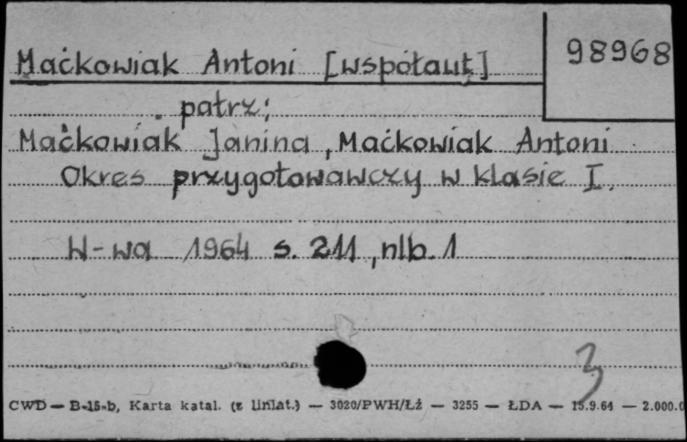 98968
Maćkowiak Antoni [współaut.]
patrz:
Maćkowiak Janina, Maćkowiak Antoni
Okres przygotowawczy w klasie I.
W-wa 1964 s. 211, nlb. 1
3
CWD — B-15-b, Karta katal. (z liniat.) — 3020/PWH/Łż — 3255 — ŁDA — 15.9.64 — 2.000.0